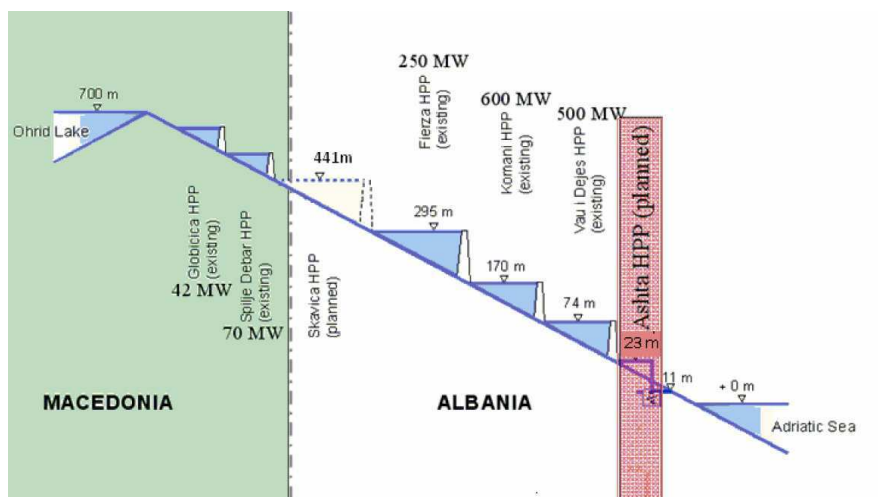 700 m
Ohrid Lake
Globicica HPP
(existing)
42 MW
Spilje Debar HPP
(existing)
70 MW
441m
Skavica HPP
(planned)
250 MW
Fierza HPP
(existing)
295 m
600 MW
Komani HPP
(existing)
170 m
500 MW
Vau i Dejes HPP
(existing)
74 m
Ashta HPP (planned)
23 m
11 m
+ 0 m
Adriatic Sea
MACEDONIA
ALBANIA